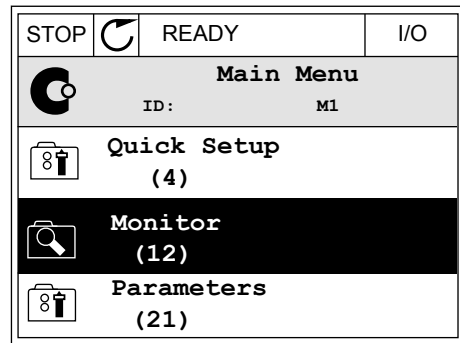 STOP READY I/O
Main Menu
ID: M1
Quick Setup
(4)
Monitor
(12)
Parameters
(21)